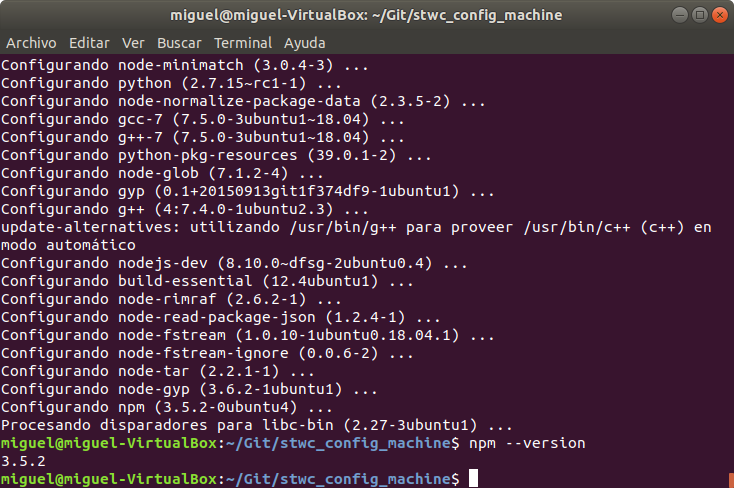 miguel@miguel-VirtualBox: ~/Git/stwc_config_machine
Archivo Editar Ver Buscar Terminal Ayuda
Configurando node-minimatch (3.0.4-3) ...
Configurando python (2.7.15~rc1-1) ...
Configurando node-normalize-package-data (2.3.5-2) ...
Configurando gcc-7 (7.5.0-3ubuntu1~18.04) ...
Configurando g++-7 (7.5.0-3ubuntu1~18.04) ...
Configurando python-pkg-resources (39.0.1-2) ...
Configurando node-glob (7.1.2-4) ...
Configurando gyp (0.1+20150913git1f374df9-1ubuntu1) ...
Configurando g++ (4:7.4.0-1ubuntu2.3) ...
update-alternatives: utilizando /usr/bin/g++ para proveer /usr/bin/c++ (c++) en
modo automático
Configurando nodejs-dev (8.10.0~dfsg-2ubuntu0.4) ...
Configurando build-essential (12.4ubuntu1) ...
Configurando node-rimraf (2.6.2-1) ...
Configurando node-read-package-json (1.2.4-1) ...
Configurando node-fstream (1.0.10-1ubuntu0.18.04.1) ...
Configurando node-fstream-ignore (0.0.6-2) ...
Configurando node-tar (2.2.1-1) ...
Configurando node-gyp (3.6.2-1ubuntu1) ...
Configurando npm (3.5.2-0ubuntu4) ...
Procesando disparadores para libc-bin (2.27-3ubuntu1) ...
miguel@miguel-VirtualBox:~/Git/stwc_config_machine$ npm --version
3.5.2
miguel@miguel-VirtualBox:~/Git/stwc_config_machine$